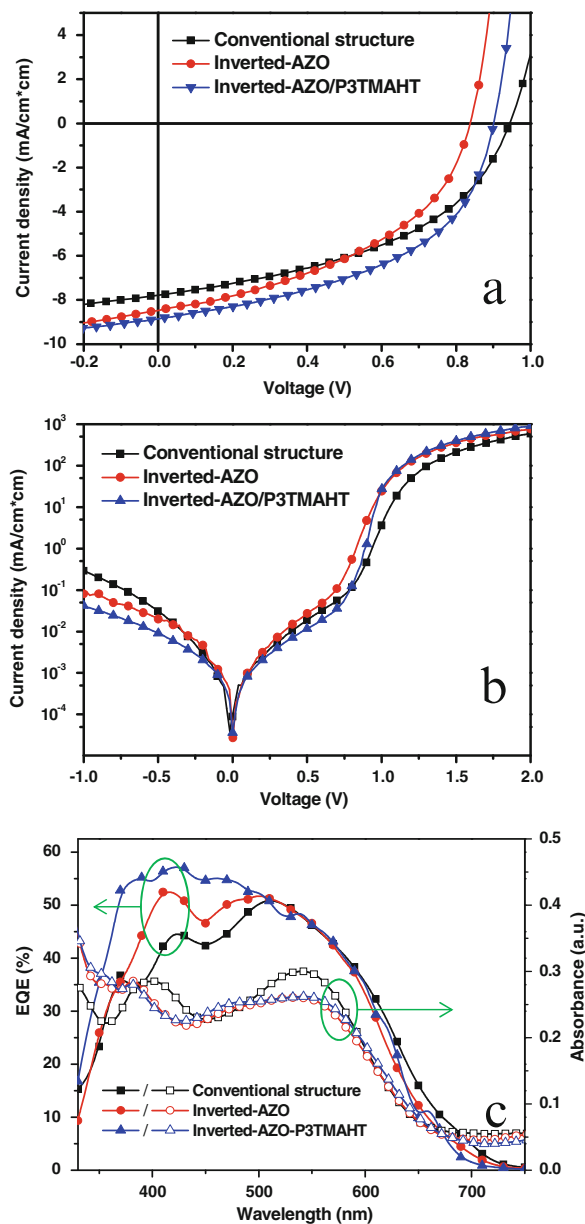 4
2
0
-2
-4
-6
-8
-10
Current density (mA/cm*cm)
Conventional structure
Inverted-AZO
Inverted-AZO/P3TMAHT
a
-0.2 0.0 0.2 0.4 0.6 0.8 1.0
Voltage (V)
10³
10²
10¹
10⁰
10⁻¹
10⁻²
10⁻³
10⁻⁴
Current density (mA/cm*cm)
Conventional structure
Inverted-AZO
Inverted-AZO/P3TMAHT
b
-1.0 -0.5 0.0 0.5 1.0 1.5 2.0
Voltage (V)
60
50
40
30
20
10
0
EQE (%)
0.5
0.4
0.3
0.2
0.1
0.0
Absorbance (a.u.)
/ Conventional structure
/ Inverted-AZO
/ Inverted-AZO-P3TMAHT
c
400 500 600 700
Wavelength (nm)